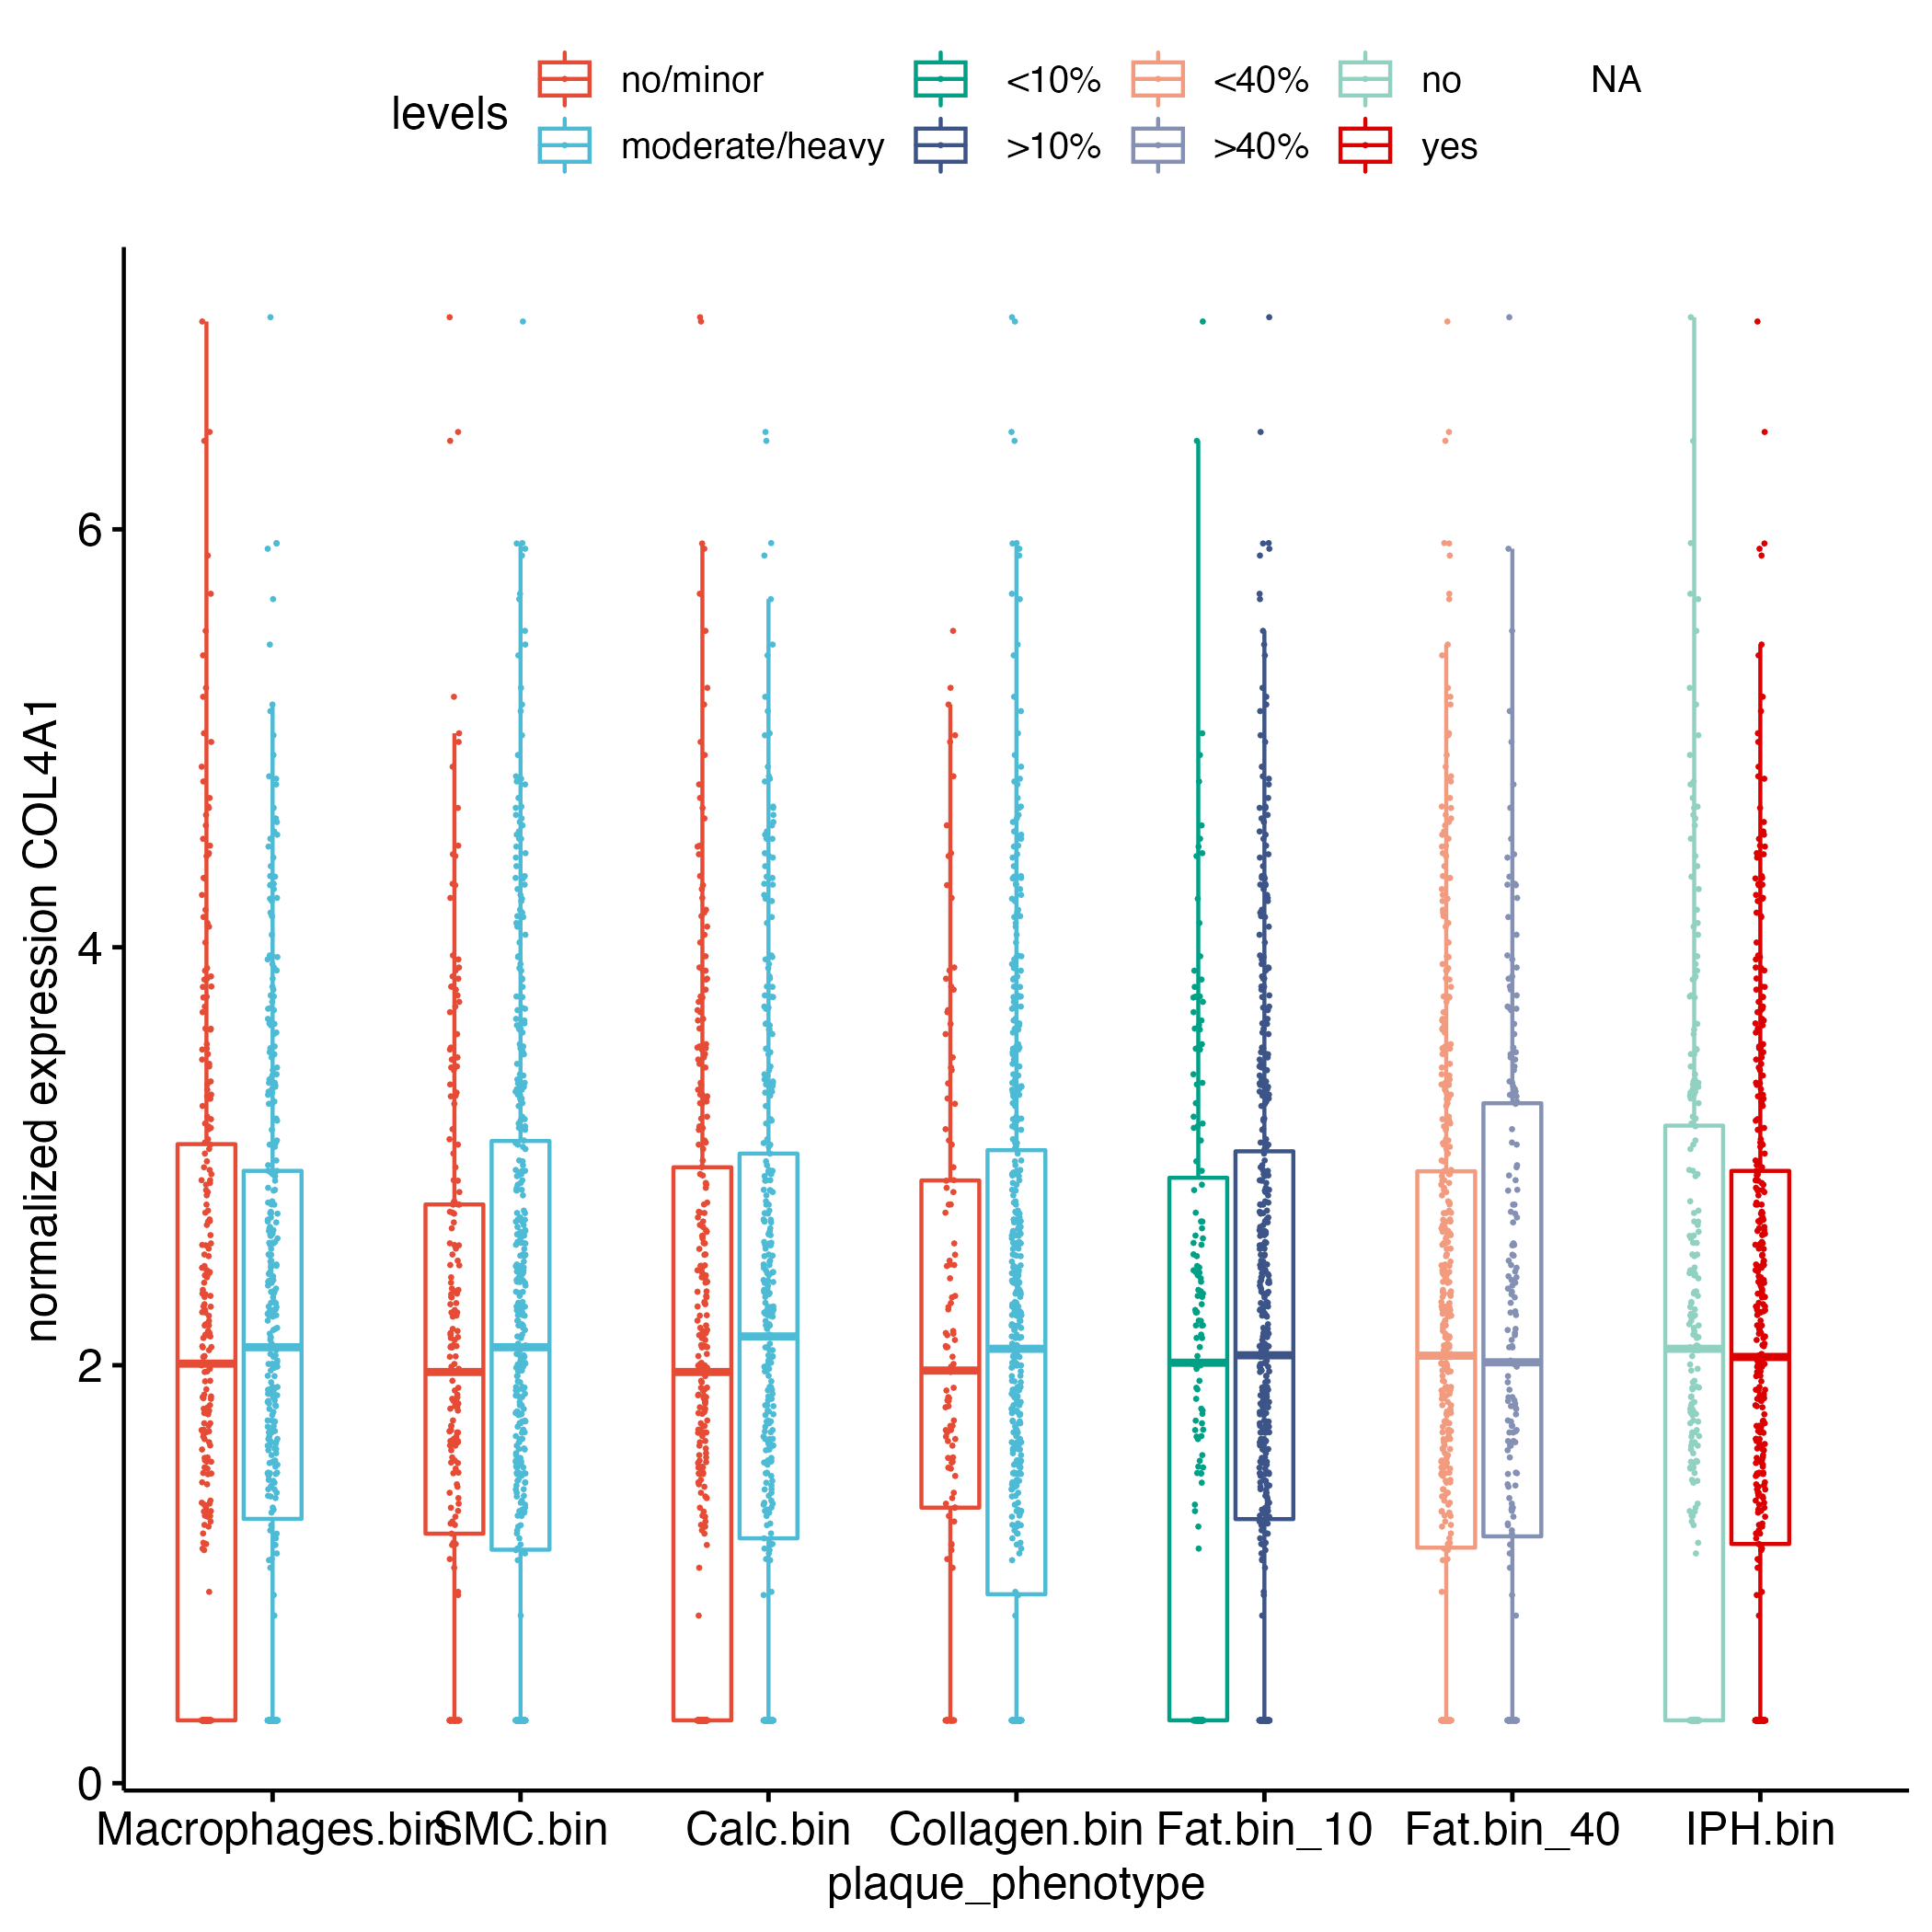 levels
no/minor <10% <40% no NA
moderate/heavy >10% >40% yes
normalized expression COL4A1
6
4
2
0
Macrophages.bin SMC.bin Calc.bin Collagen.bin Fat.bin_10 Fat.bin_40 IPH.bin
plaque_phenotype